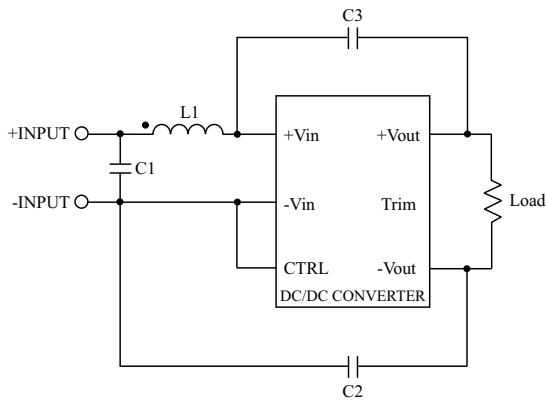 C3
L1
+INPUT
+Vin
+Vout
C1
-INPUT
-Vin
Trim
Load
CTRL
-Vout
DC/DC CONVERTER
C2